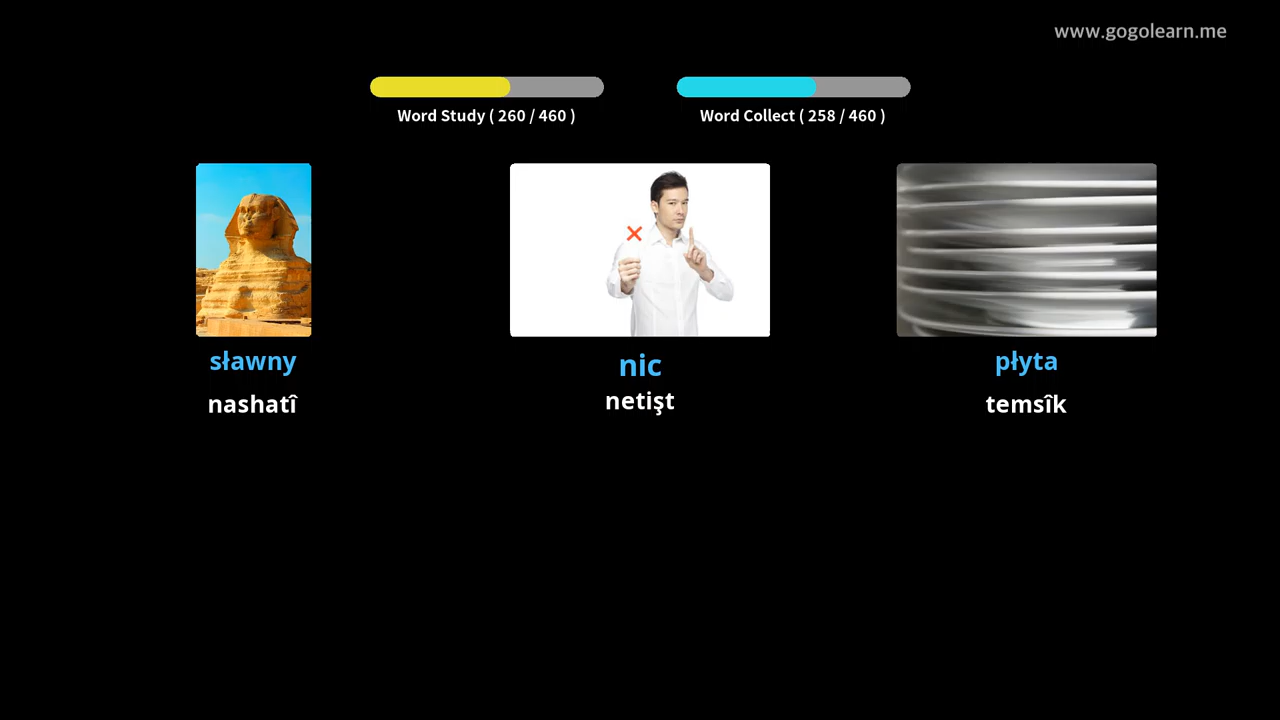 www.gogolearn.me
Word Study ( 260 / 460 )
Word Collect ( 258 / 460 )
sławny
nashatî
nic
netişt
płyta
temsîk